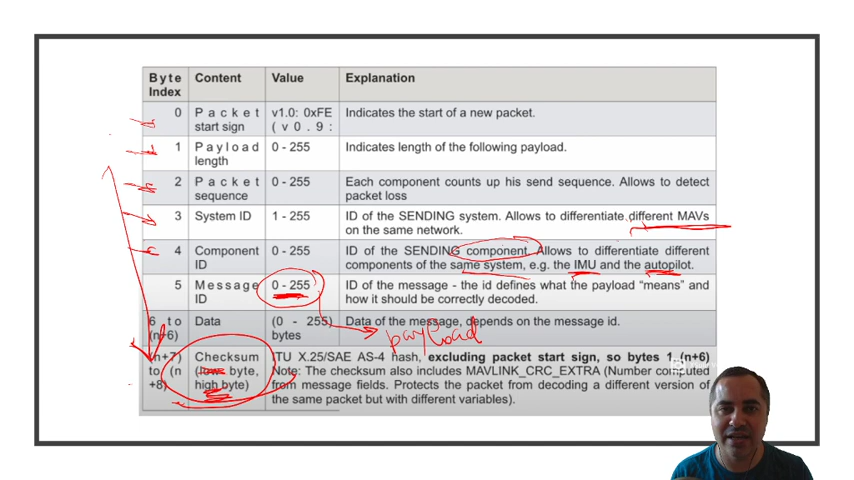 Byte Index Content Value Explanation
0 Packet start sign v1.0: 0xFE (v0.9: Indicates the start of a new packet.
1 Payload length 0 - 255 Indicates length of the following payload.
2 Packet sequence 0 - 255 Each component counts up his send sequence. Allows to detect packet loss
3 System ID 1 - 255 ID of the SENDING system. Allows to differentiate different MAVs on the same network.
4 Component ID 0 - 255 ID of the SENDING component. Allows to differentiate different components of the same system, e.g. the IMU and the autopilot.
5 Message ID 0 - 255 ID of the message - the id defines what the payload "means" and how it should be correctly decoded.
6 to (n+6) Data (0 - 255) bytes Data of the message, depends on the message id.
payload
(n+7) to (n +8) Checksum (low byte, high byte) ITU X.25/SAE AS-4 hash, excluding packet start sign, so bytes 1..(n+6)
Note: The checksum also includes MAVLINK_CRC_EXTRA (Number computed from message fields. Protects the packet from decoding a different version of the same packet but with different variables).